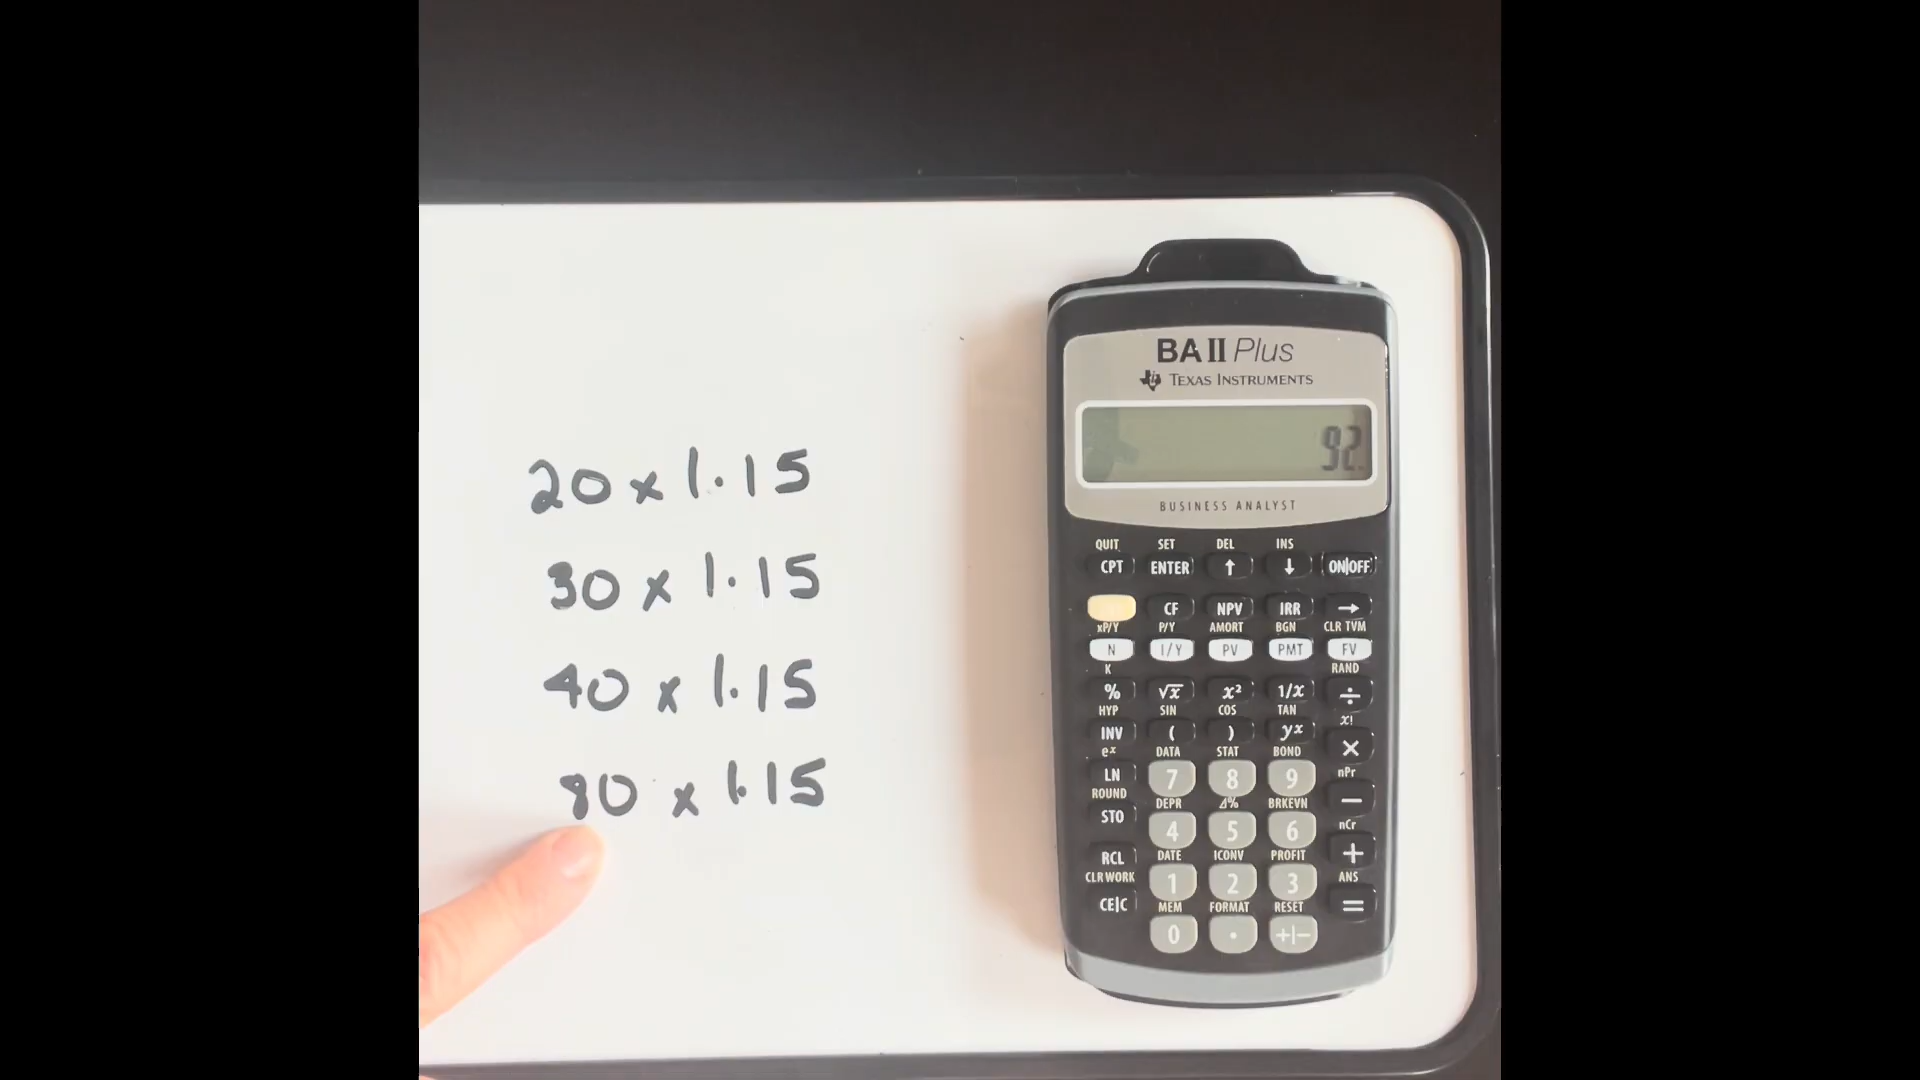 20 x 1.15
30 x 1.15
40 x 1.15
80 x 1.15
BA II Plus
TEXAS INSTRUMENTS
92.
BUSINESS ANALYST
QUIT SET DEL INS
CPT ENTER ↑ ↓ ON|OFF
CF NPV IRR →
xP/Y P/Y AMORT BGN CLR TVM
N I/Y PV PMT FV
K RAND
% √x x² 1/x ÷
HYP SIN COS TAN x!
INV ( ) yˣ ×
eˣ DATA STAT BOND nPr
LN 7 8 9 −
ROUND DEPR Δ% BRKEVN nCr
STO 4 5 6 +
DATE ICONV PROFIT ANS
RCL 1 2 3 =
CLR WORK MEM FORMAT RESET
CE|C 0 . +|−